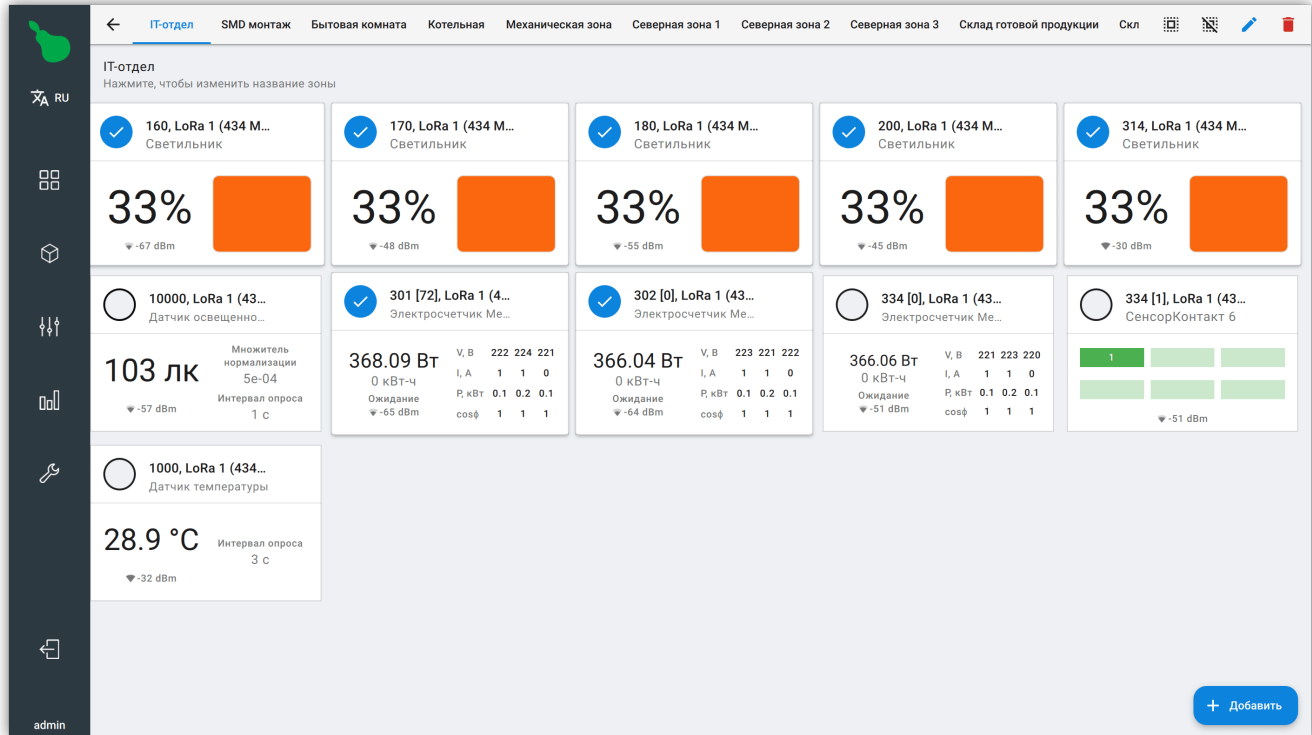 IT-отдел SMD монтаж Бытовая комната Котельная Механическая зона Северная зона 1 Северная зона 2 Северная зона 3 Склад готовой продукции Скл
RU
IT-отдел
Нажмите, чтобы изменить название зоны
160, LoRa 1 (434 М...
Светильник
33%
-67 dBm
170, LoRa 1 (434 М...
Светильник
33%
-48 dBm
180, LoRa 1 (434 М...
Светильник
33%
-55 dBm
200, LoRa 1 (434 М...
Светильник
33%
-45 dBm
314, LoRa 1 (434 М...
Светильник
33%
-30 dBm
10000, LoRa 1 (43...
Датчик освещенно...
103 лк
-57 dBm
Множитель
нормализации
5e-04
Интервал опроса
1 с
301 [72], LoRa 1 (4...
Электросчетчик Ме...
368.09 Вт
0 кВт-ч
Ожидание
-65 dBm
V, В 222 224 221
I, А 1 1 0
P, кВт 0.1 0.2 0.1
cosϕ 1 1 1
302 [0], LoRa 1 (43...
Электросчетчик Ме...
366.04 Вт
0 кВт-ч
Ожидание
-64 dBm
V, В 223 221 222
I, А 1 1 0
P, кВт 0.1 0.2 0.1
cosϕ 1 1 1
334 [0], LoRa 1 (43...
Электросчетчик Ме...
366.06 Вт
0 кВт-ч
Ожидание
-51 dBm
V, В 221 223 220
I, А 1 1 0
P, кВт 0.1 0.2 0.1
cosϕ 1 1 1
334 [1], LoRa 1 (43...
СенсорКонтакт 6
1
-51 dBm
1000, LoRa 1 (434...
Датчик температуры
28.9 °C
-32 dBm
Интервал опроса
3 с
admin
+ Добавить